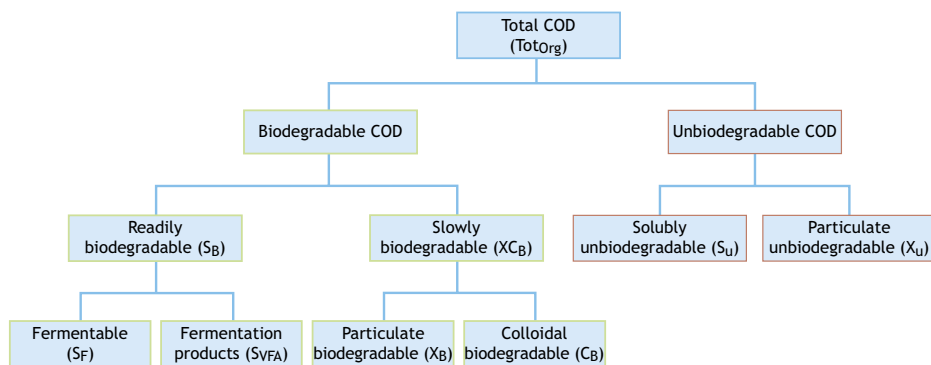 Total COD
(TotOrg)
Biodegradable COD
Unbiodegradable COD
Readily
biodegradable (SB)
Slowly
biodegradable (XCB)
Solubly
unbiodegradable (Su)
Particulate
unbiodegradable (Xu)
Fermentable
(SF)
Fermentation
products (SVFA)
Particulate
biodegradable (XB)
Colloidal
biodegradable (CB)